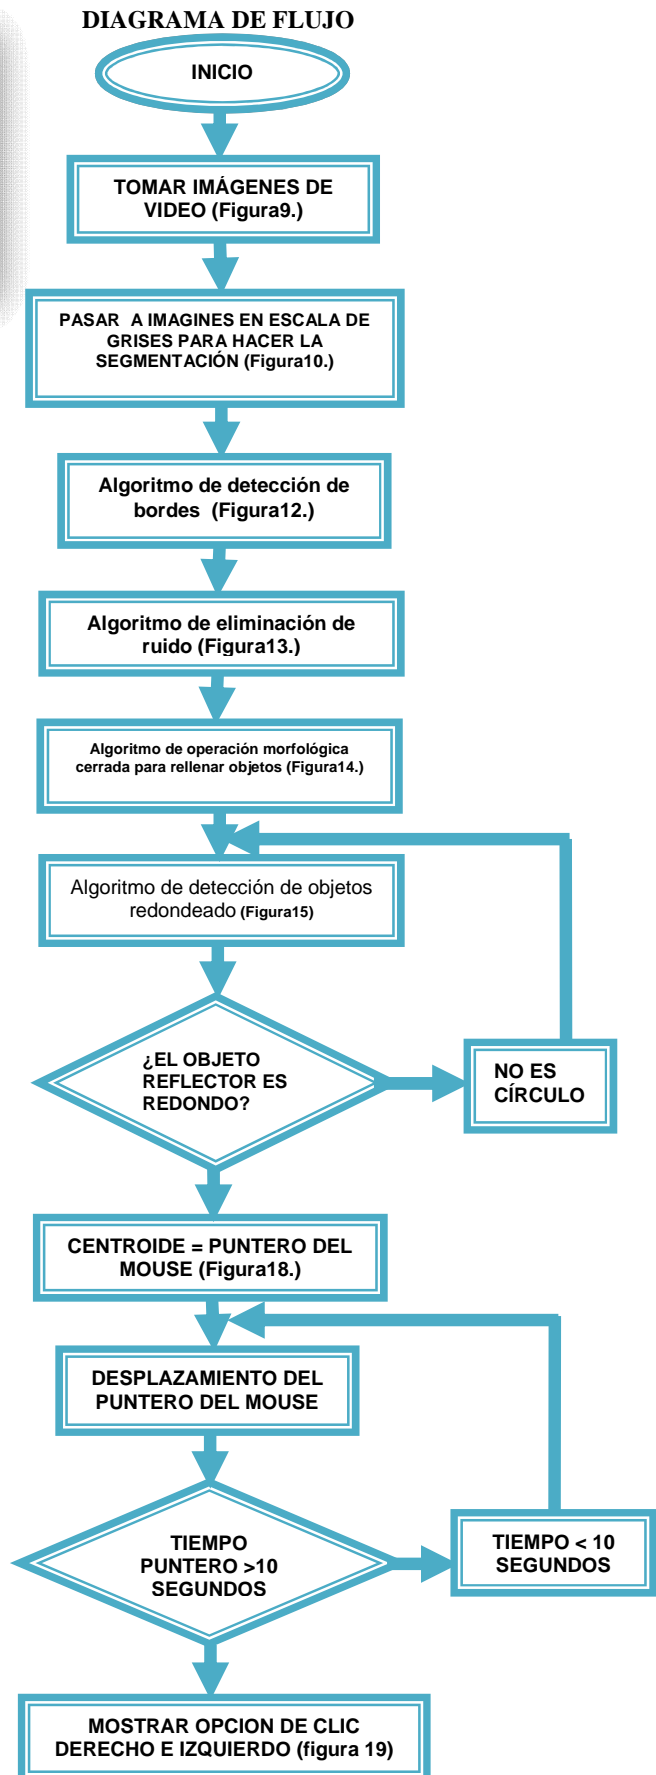 DIAGRAMA DE FLUJO
INICIO
TOMAR IMÁGENES DE
VIDEO (Figura9.)
PASAR A IMAGINES EN ESCALA DE
GRISES PARA HACER LA
SEGMENTACIÓN (Figura10.)
Algoritmo de detección de
bordes (Figura12.)
Algoritmo de eliminación de
ruido (Figura13.)
Algoritmo de operación morfológica
cerrada para rellenar objetos (Figura14.)
Algoritmo de detección de objetos
redondeado (Figura15)
¿EL OBJETO
REFLECTOR ES
REDONDO?
NO ES
CÍRCULO
CENTROIDE = PUNTERO DEL
MOUSE (Figura18.)
DESPLAZAMIENTO DEL
PUNTERO DEL MOUSE
TIEMPO
PUNTERO >10
SEGUNDOS
TIEMPO < 10
SEGUNDOS
MOSTRAR OPCION DE CLIC
DERECHO E IZQUIERDO (figura 19)